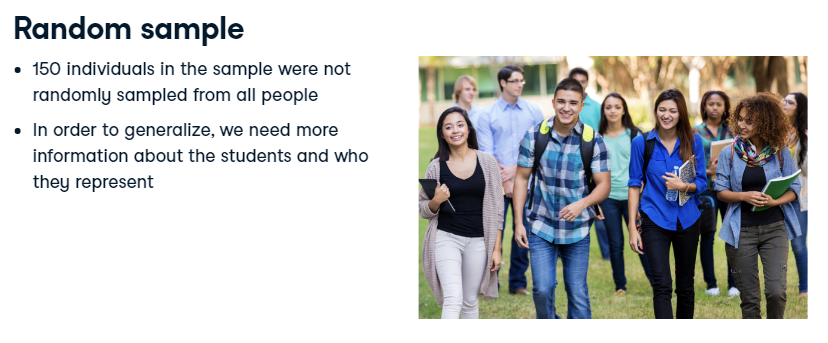 Random sample
• 150 individuals in the sample were not
randomly sampled from all people
• In order to generalize, we need more
information about the students and who
they represent